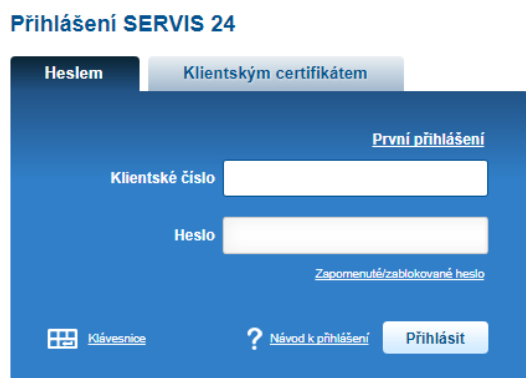 Přihlášení SERVIS 24
Heslem
Klientským certifikátem
První přihlášení
Klientské číslo
Heslo
Zapomenuté/zablokované heslo
Klávesnice
? Návod k přihlášení
Přihlásit